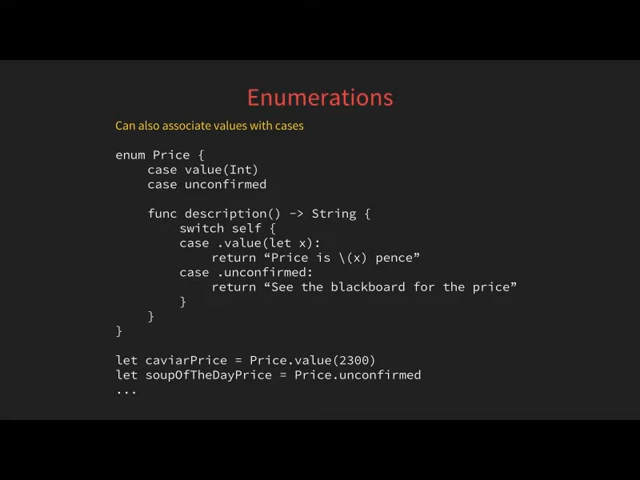 Enumerations
Can also associate values with cases
enum Price {
case value(Int)
case unconfirmed
func description() -> String {
switch self {
case .value(let x):
return “Price is \(x) pence”
case .unconfirmed:
return “See the blackboard for the price”
}
}
}
let caviarPrice = Price.value(2300)
let soupOfTheDayPrice = Price.unconfirmed
...